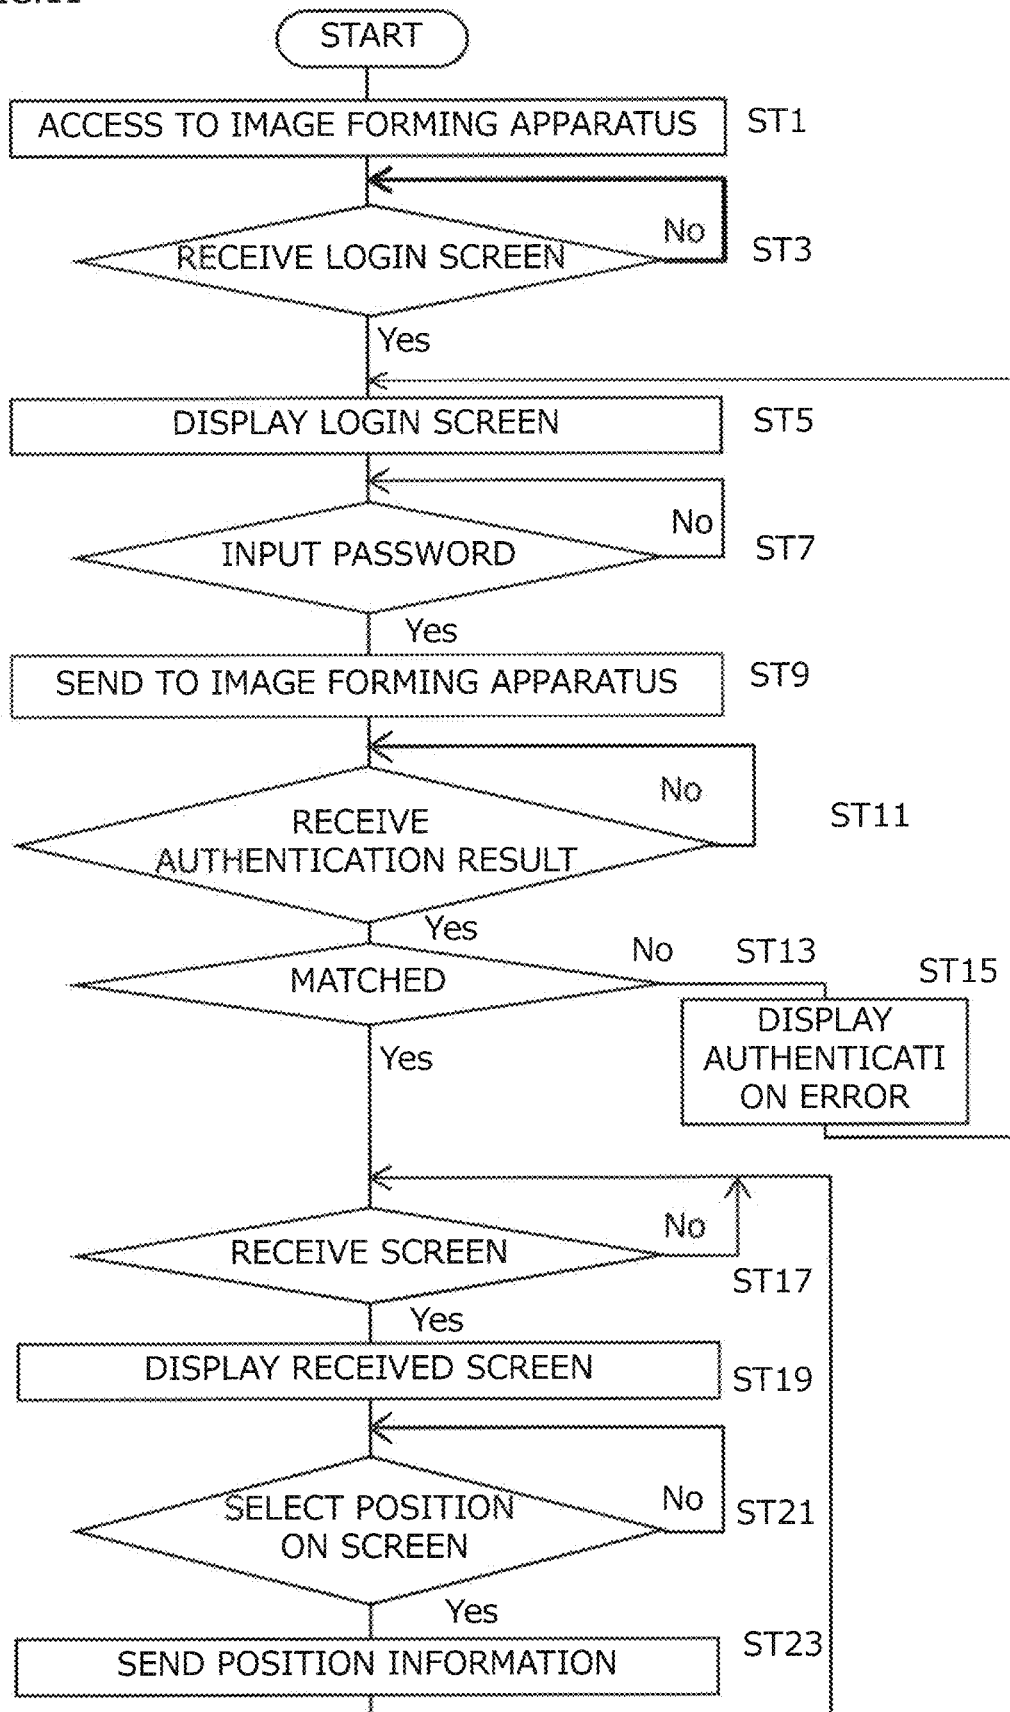 START
ACCESS TO IMAGE FORMING APPARATUS
ST1
No
RECEIVE LOGIN SCREEN
ST3
Yes
DISPLAY LOGIN SCREEN
ST5
No
INPUT PASSWORD
ST7
Yes
SEND TO IMAGE FORMING APPARATUS
ST9
No
RECEIVE
AUTHENTICATION RESULT
ST11
Yes
MATCHED
No
ST13
ST15
DISPLAY
AUTHENTICATI
ON ERROR
Yes
No
RECEIVE SCREEN
ST17
Yes
DISPLAY RECEIVED SCREEN
ST19
No
SELECT POSITION
ON SCREEN
ST21
Yes
SEND POSITION INFORMATION
ST23